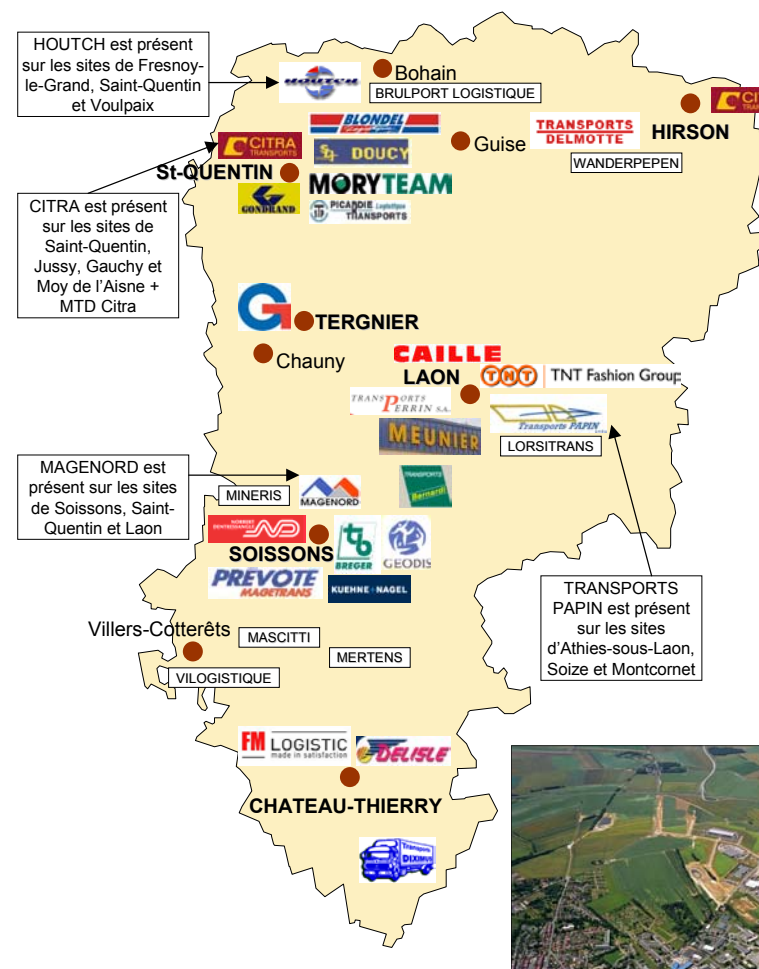 HOUTCH est présent
sur les sites de Fresnoy-
le-Grand, Saint-Quentin
et Voulpaix
HOUTCH
Bohain
BRULPORT LOGISTIQUE
BLONDEL
CITRA
TRANSPORTS
DOUCY
Guise
TRANSPORTS
DELMOTTE
WANDERPEPEN
HIRSON
St-QUENTIN
GONDRAND
MORYTEAM
STP PICARDIE Logistique
TRANSPORTS
CITRA est présent
sur les sites de
Saint-Quentin,
Jussy, Gauchy et
Moy de l’Aisne +
MTD Citra
TERGNIER
Chauny
CAILLE
LAON
TNT TNT Fashion Group
TRANSPORTS
PERRIN S.A.
MEUNIER
Transports PAPIN
LORSITRANS
MAGENORD est
présent sur les sites
de Soissons, Saint-
Quentin et Laon
MINERIS
MAGENORD
TRANSPORTS
Bernardi
NORBERT
DENTRESSANGLE
ND
SOISSONS
BREGER
GEODIS
PRÉVOTE
MAGETRANS
KUEHNE+NAGEL
TRANSPORTS
PAPIN est présent
sur les sites
d’Athies-sous-Laon,
Soize et Montcornet
Villers-Cotterêts
MASCITTI
MERTENS
VILOGISTIQUE
FM LOGISTIC
made in satisfaction
DELISLE
CHATEAU-THIERRY
Transports
DIXIMUS